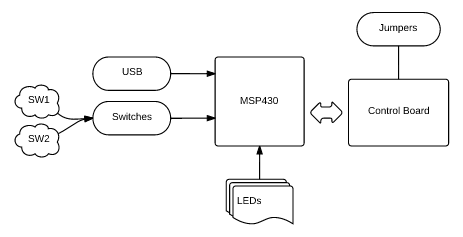 Jumpers
USB
MSP430
SW1
Switches
Control Board
SW2
LEDs